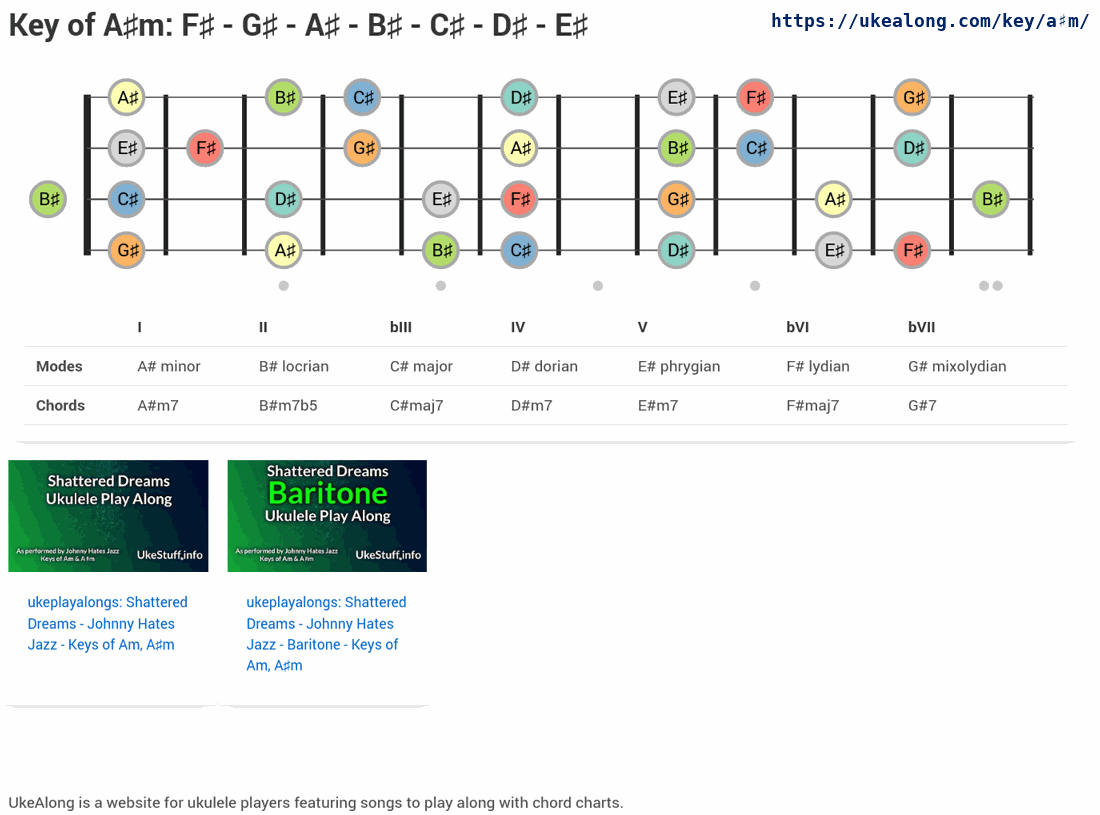 Key of A♯m: F♯ - G♯ - A♯ - B♯ - C♯ - D♯ - E♯
https://ukealong.com/key/a♯m/
A♯ B♯ C♯ D♯ E♯ F♯ G♯
E♯ F♯ G♯ A♯ B♯ C♯ D♯
B♯ C♯ D♯ E♯ F♯ G♯ A♯ B♯
G♯ A♯ B♯ C♯ D♯ E♯ F♯
I II bIII IV V bVI bVII
Modes A# minor B# locrian C# major D# dorian E# phrygian F# lydian G# mixolydian
Chords A#m7 B#m7b5 C#maj7 D#m7 E#m7 F#maj7 G#7
Shattered Dreams
Ukulele Play Along
As performed by Johnny Hates Jazz
Keys of Am & A♯m
UkeStuff.info
Shattered Dreams
Baritone
Ukulele Play Along
As performed by Johnny Hates Jazz
Keys of Am & A♯m
UkeStuff.info
ukeplayalongs: Shattered
Dreams - Johnny Hates
Jazz - Keys of Am, A♯m
ukeplayalongs: Shattered
Dreams - Johnny Hates
Jazz - Baritone - Keys of
Am, A♯m
UkeAlong is a website for ukulele players featuring songs to play along with chord charts.